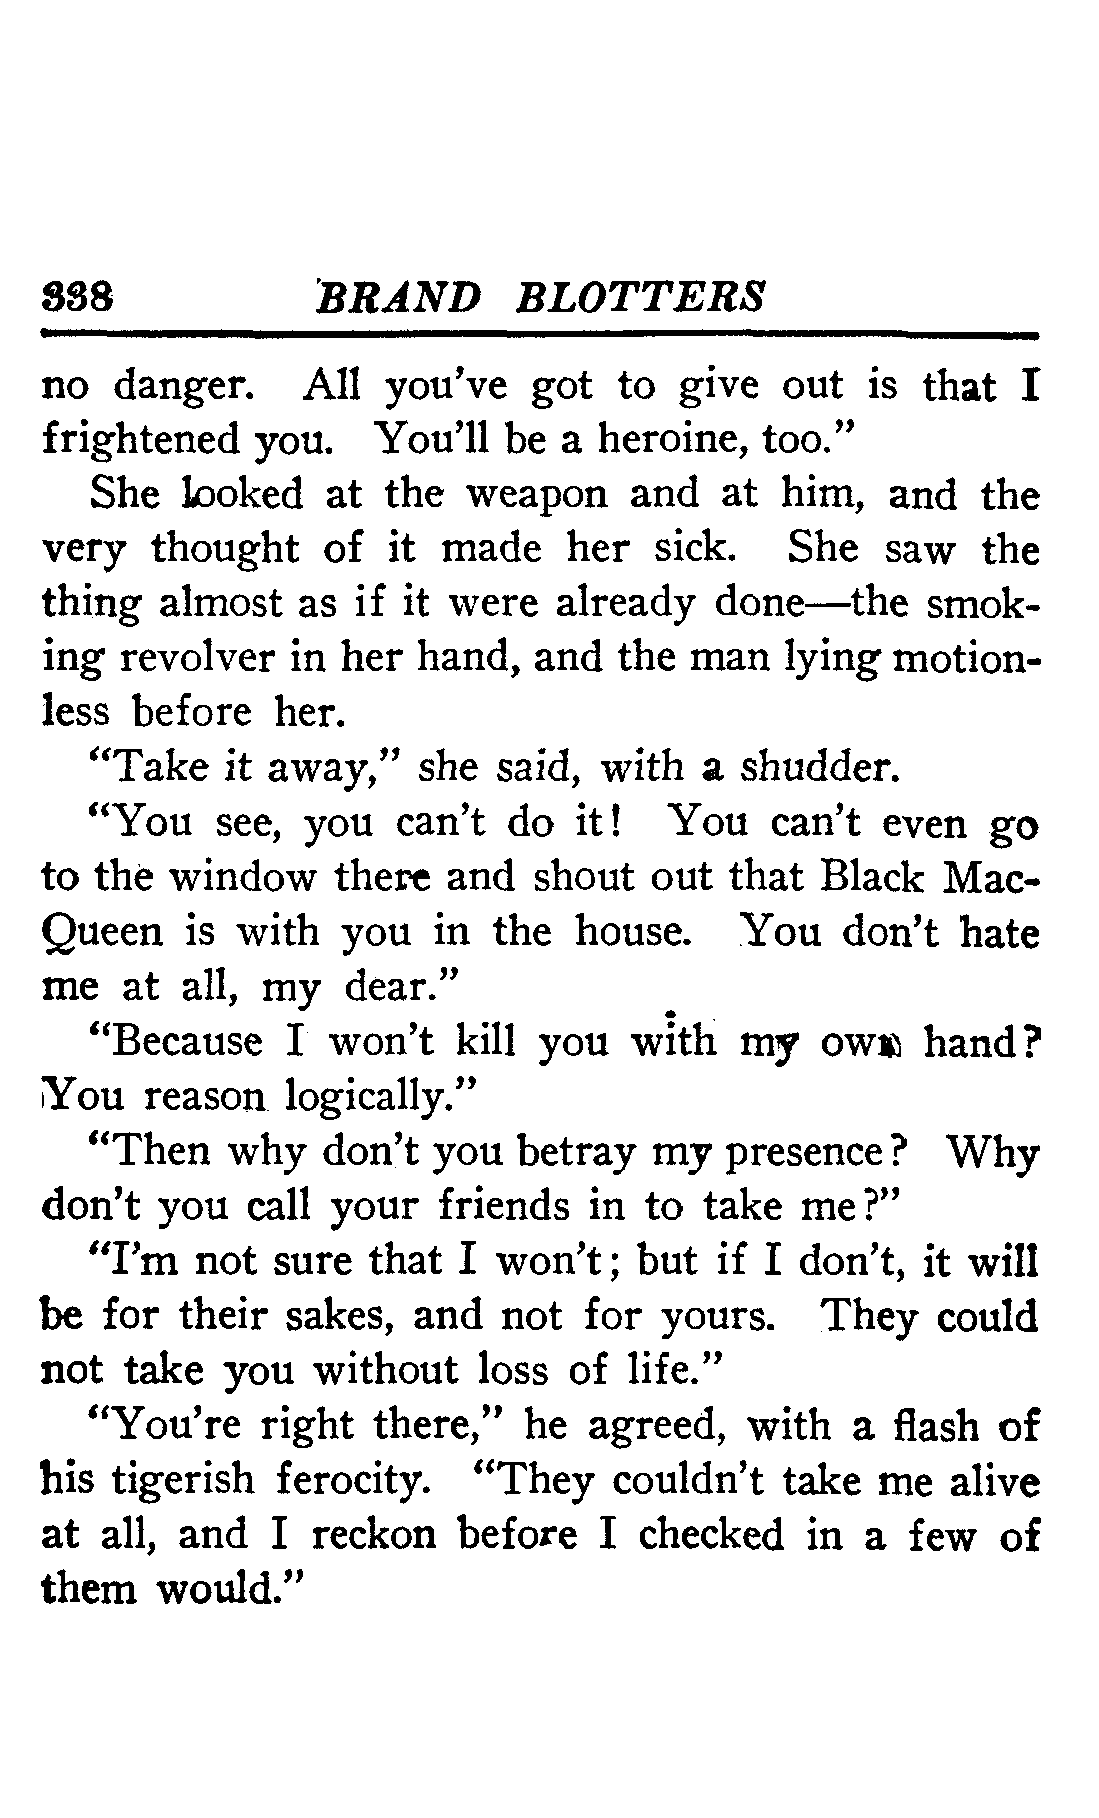 338 BRAND BLOTTERS
no danger. All you've got to give out is that I
frightened you. You'll be a heroine, too."
She looked at the weapon and at him, and the
very thought of it made her sick. She saw the
thing almost as if it were already done—the smok-
ing revolver in her hand, and the man lying motion-
less before her.
"Take it away," she said, with a shudder.
"You see, you can't do it! You can't even go
to the window there and shout out that Black Mac-
Queen is with you in the house. You don't hate
me at all, my dear."
"Because I won't kill you with my own hand?
You reason logically."
"Then why don't you betray my presence? Why
don't you call your friends in to take me?"
"I'm not sure that I won't; but if I don't, it will
be for their sakes, and not for yours. They could
not take you without loss of life."
"You're right there," he agreed, with a flash of
his tigerish ferocity. "They couldn't take me alive
at all, and I reckon before I checked in a few of
them would."